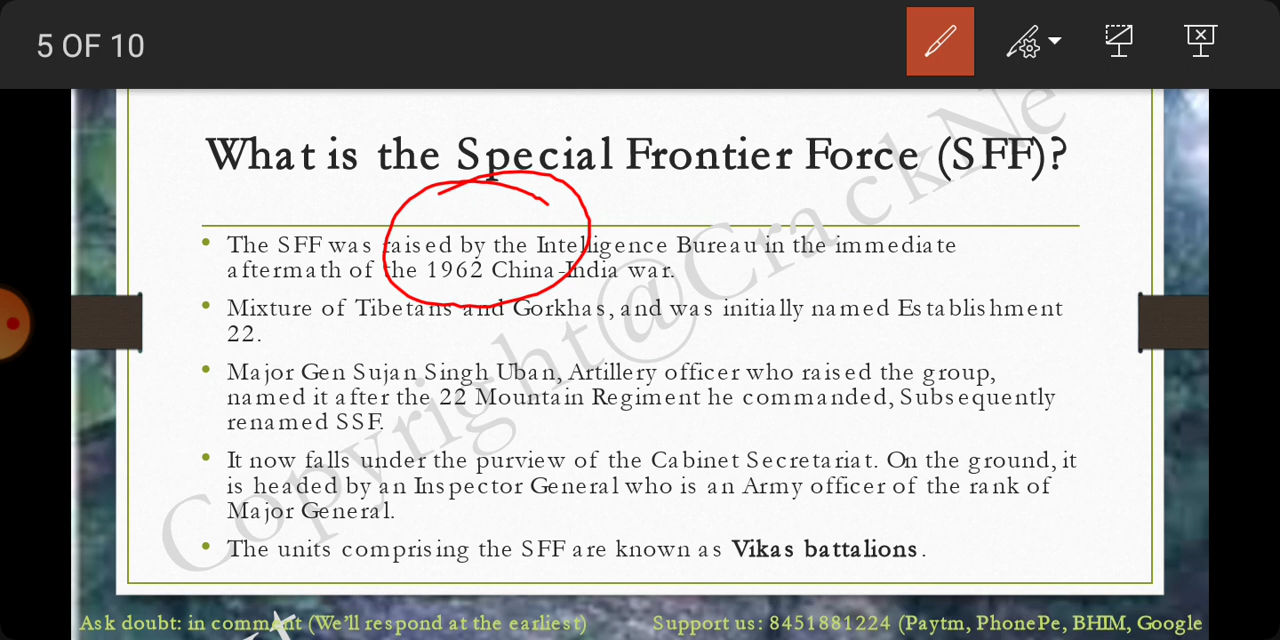 5 OF 10
What is the Special Frontier Force (SFF)?
• The SFF was raised by the Intelligence Bureau in the immediate
aftermath of the 1962 China-India war.
• Mixture of Tibetans and Gorkhas, and was initially named Establishment
22.
• Major Gen Sujan Singh Uban, Artillery officer who raised the group,
named it after the 22 Mountain Regiment he commanded, Subsequently
renamed SSF.
• It now falls under the purview of the Cabinet Secretariat. On the ground, it
is headed by an Inspector General who is an Army officer of the rank of
Major General.
• The units comprising the SFF are known as Vikas battalions.
Copyright@CrackNe
Ask doubt: in comment (We'll respond at the earliest)
Support us: 8451881224 (Paytm, PhonePe, BHIM, Google